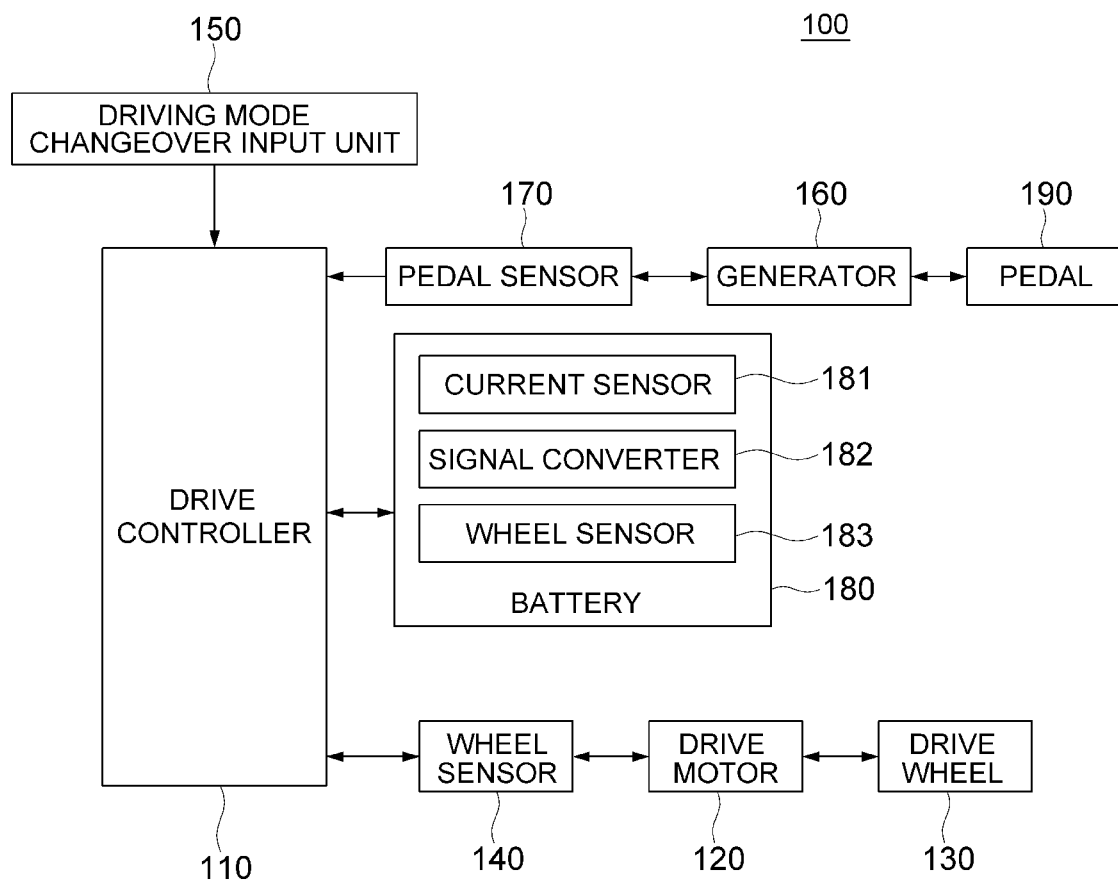 100
150
DRIVING MODE
CHANGEOVER INPUT UNIT
170
160
190
PEDAL SENSOR
GENERATOR
PEDAL
CURRENT SENSOR
181
SIGNAL CONVERTER
182
WHEEL SENSOR
183
BATTERY
180
DRIVE
CONTROLLER
WHEEL
SENSOR
DRIVE
MOTOR
DRIVE
WHEEL
110
140
120
130